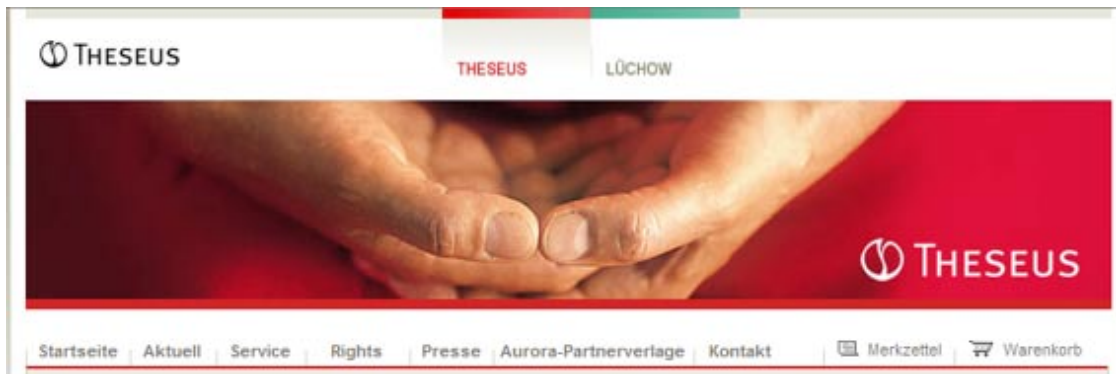 THESEUS
THESEUS LÜCHOW
THESEUS
Startseite Aktuell Service Rights Presse Aurora-Partnerverlage Kontakt Merkzettel Warenkorb